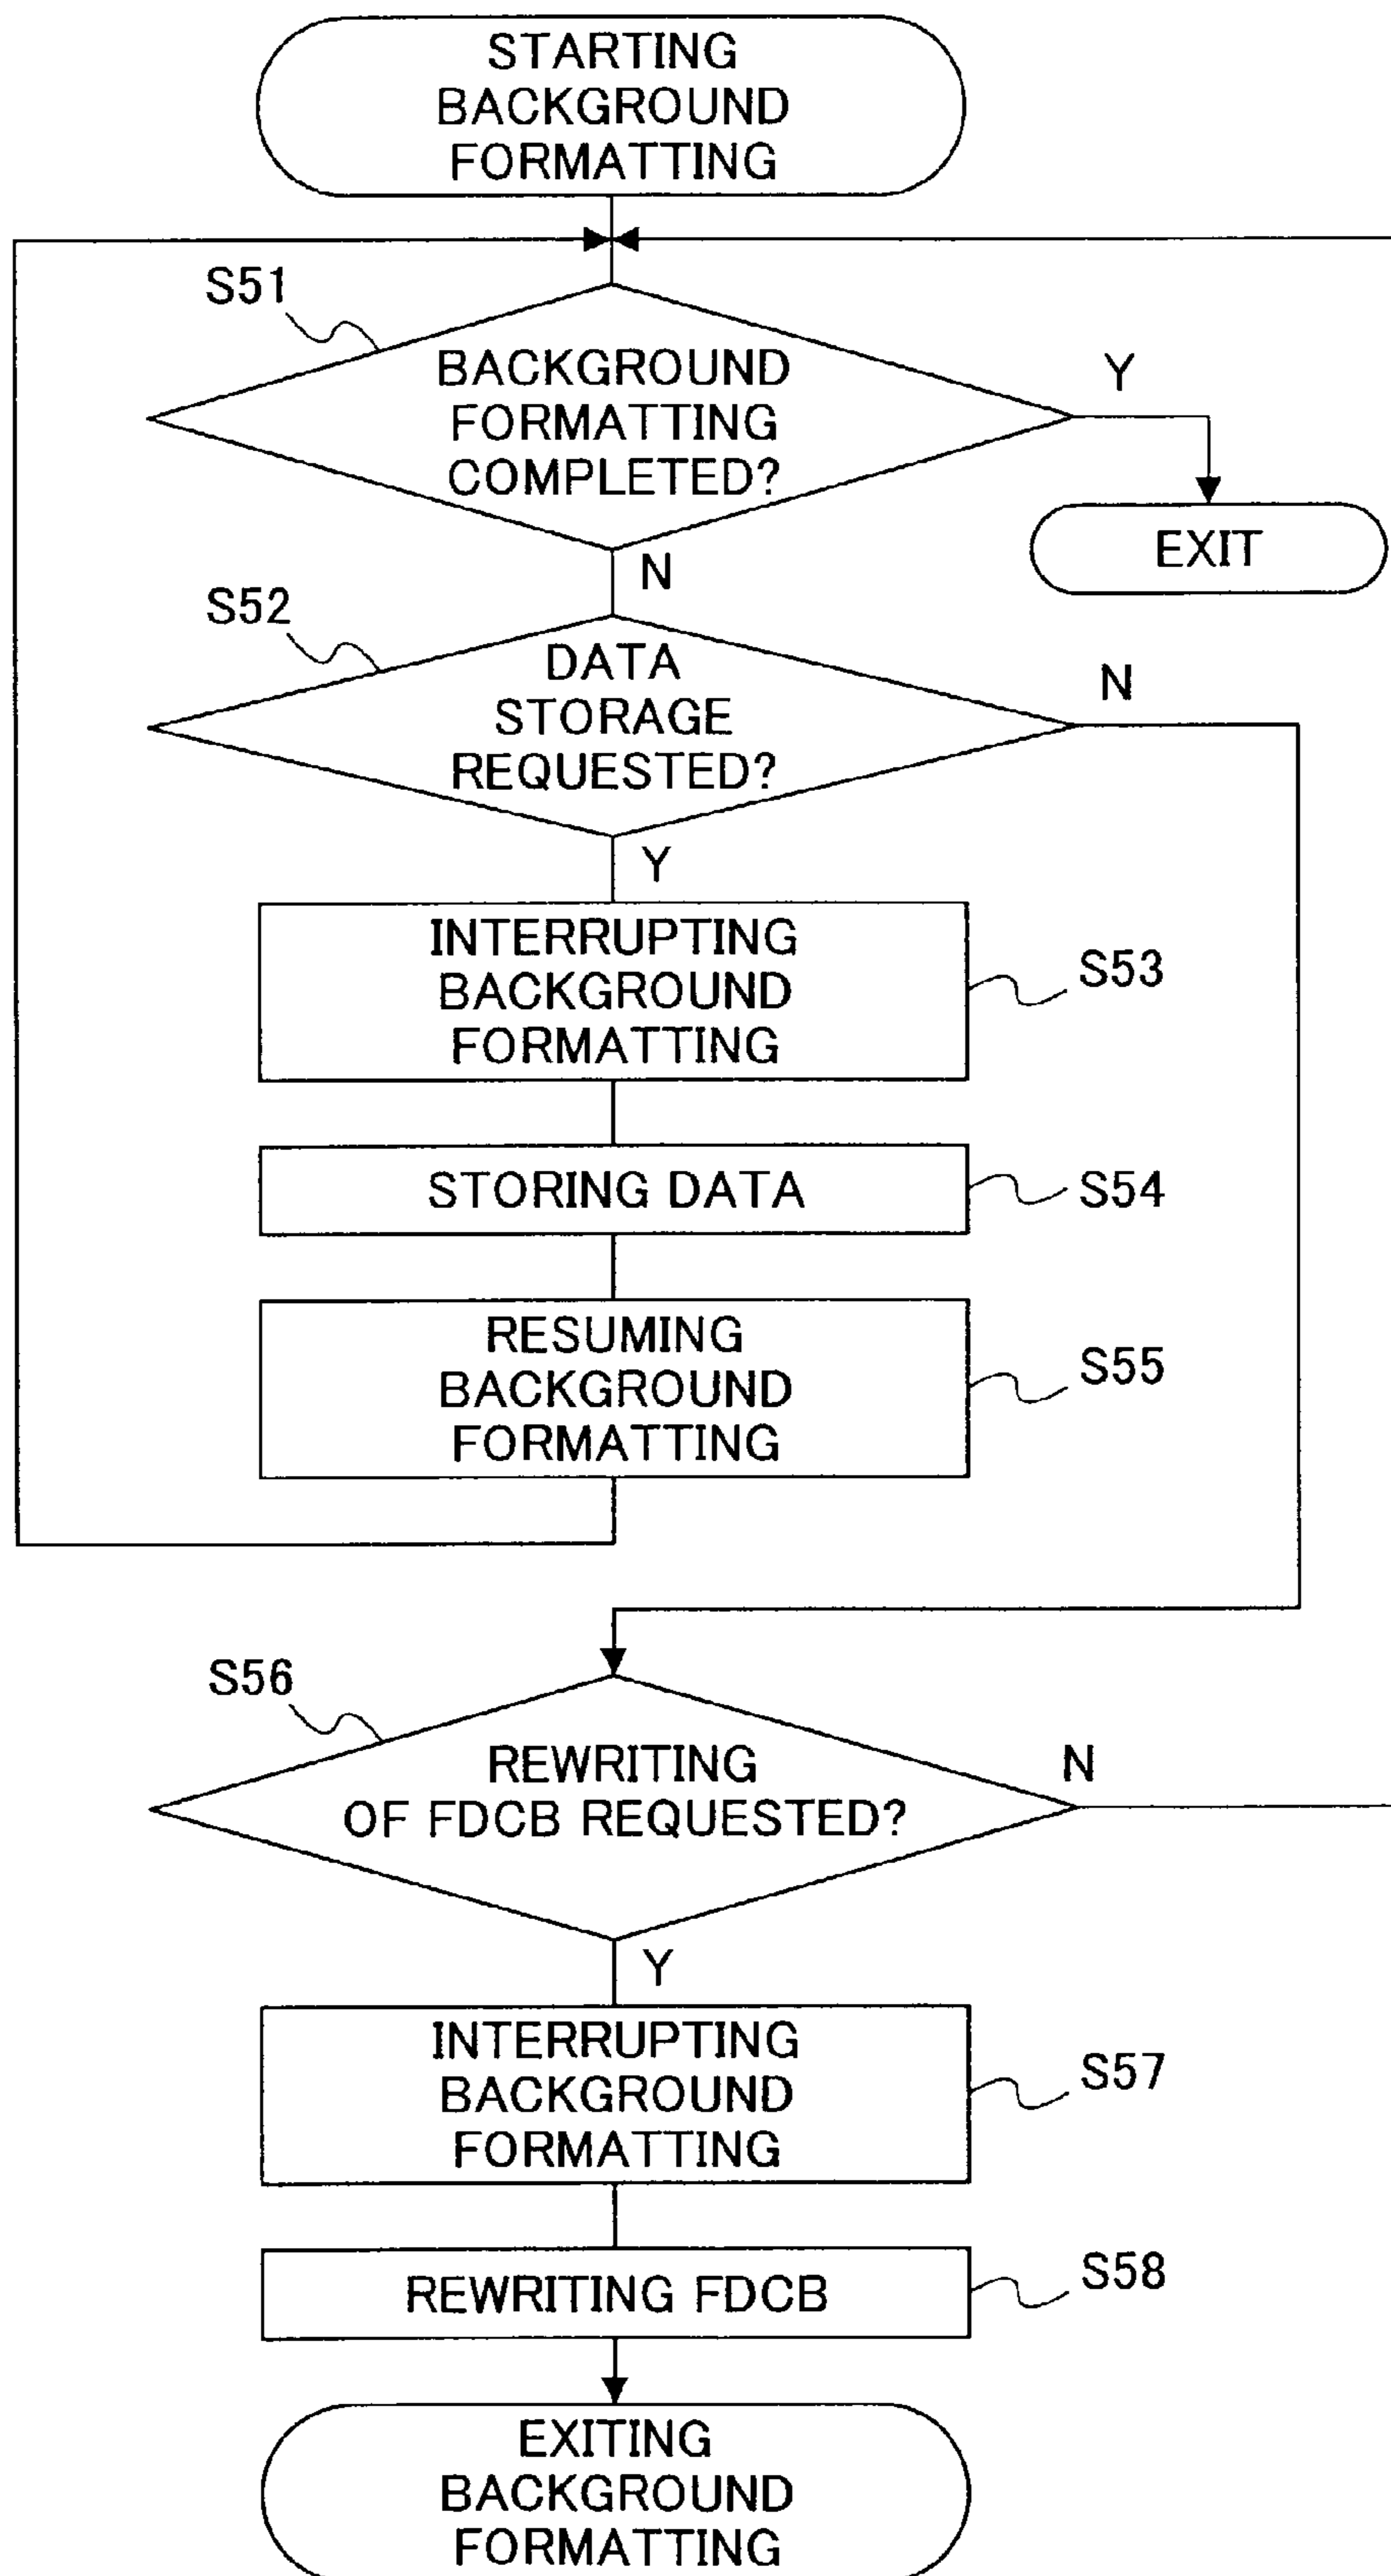 STARTING
BACKGROUND
FORMATTING
S51
BACKGROUND
FORMATTING
COMPLETED?
Y
EXIT
N
S52
DATA
STORAGE
REQUESTED?
N
Y
INTERRUPTING
BACKGROUND
FORMATTING
S53
STORING DATA
S54
RESUMING
BACKGROUND
FORMATTING
S55
S56
REWRITING
OF FDCB REQUESTED?
N
Y
INTERRUPTING
BACKGROUND
FORMATTING
S57
REWRITING FDCB
S58
EXITING
BACKGROUND
FORMATTING